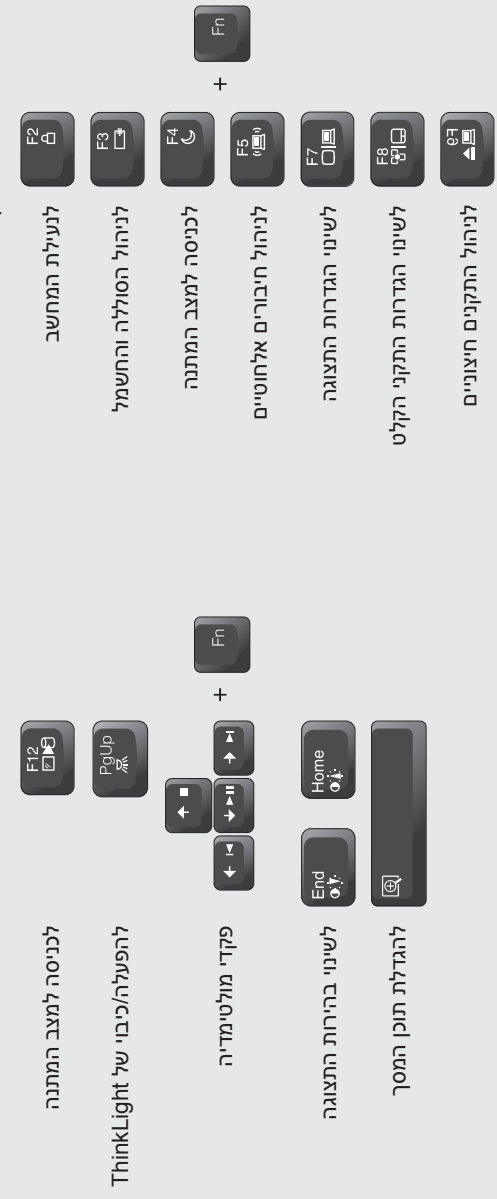 F2 לנעילת המחשב
F3 לניהול הסוללה והחשמל
F4 לכניסה למצב המתנה
Fn + F5 לניהול חיבורים אלחוטיים
F7 לשינוי הגדרות התצוגה
F8 לשינוי הגדרות התקני הקלט
F9 לניהול התקנים חיצוניים
F12 לכניסה למצב המתנה
PgUp להפעלה/כיבוי של ThinkLight
Fn + פקדי מולטימדיה
Home End לשינוי בהירות התצוגה
להגדלת תוכן המסך